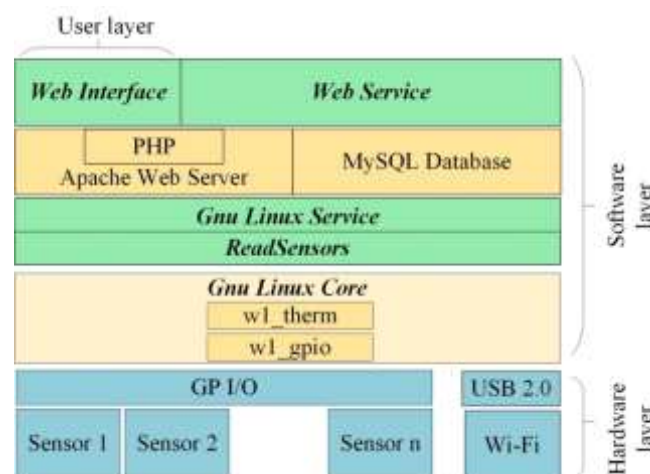 User layer
Web Interface
Web Service
PHP
Apache Web Server
MySQL Database
Gnu Linux Service
ReadSensors
Gnu Linux Core
w1_therm
w1_gpio
Software
layer
GP I/O
USB 2.0
Sensor 1
Sensor 2
Sensor n
Wi-Fi
Hardware
layer